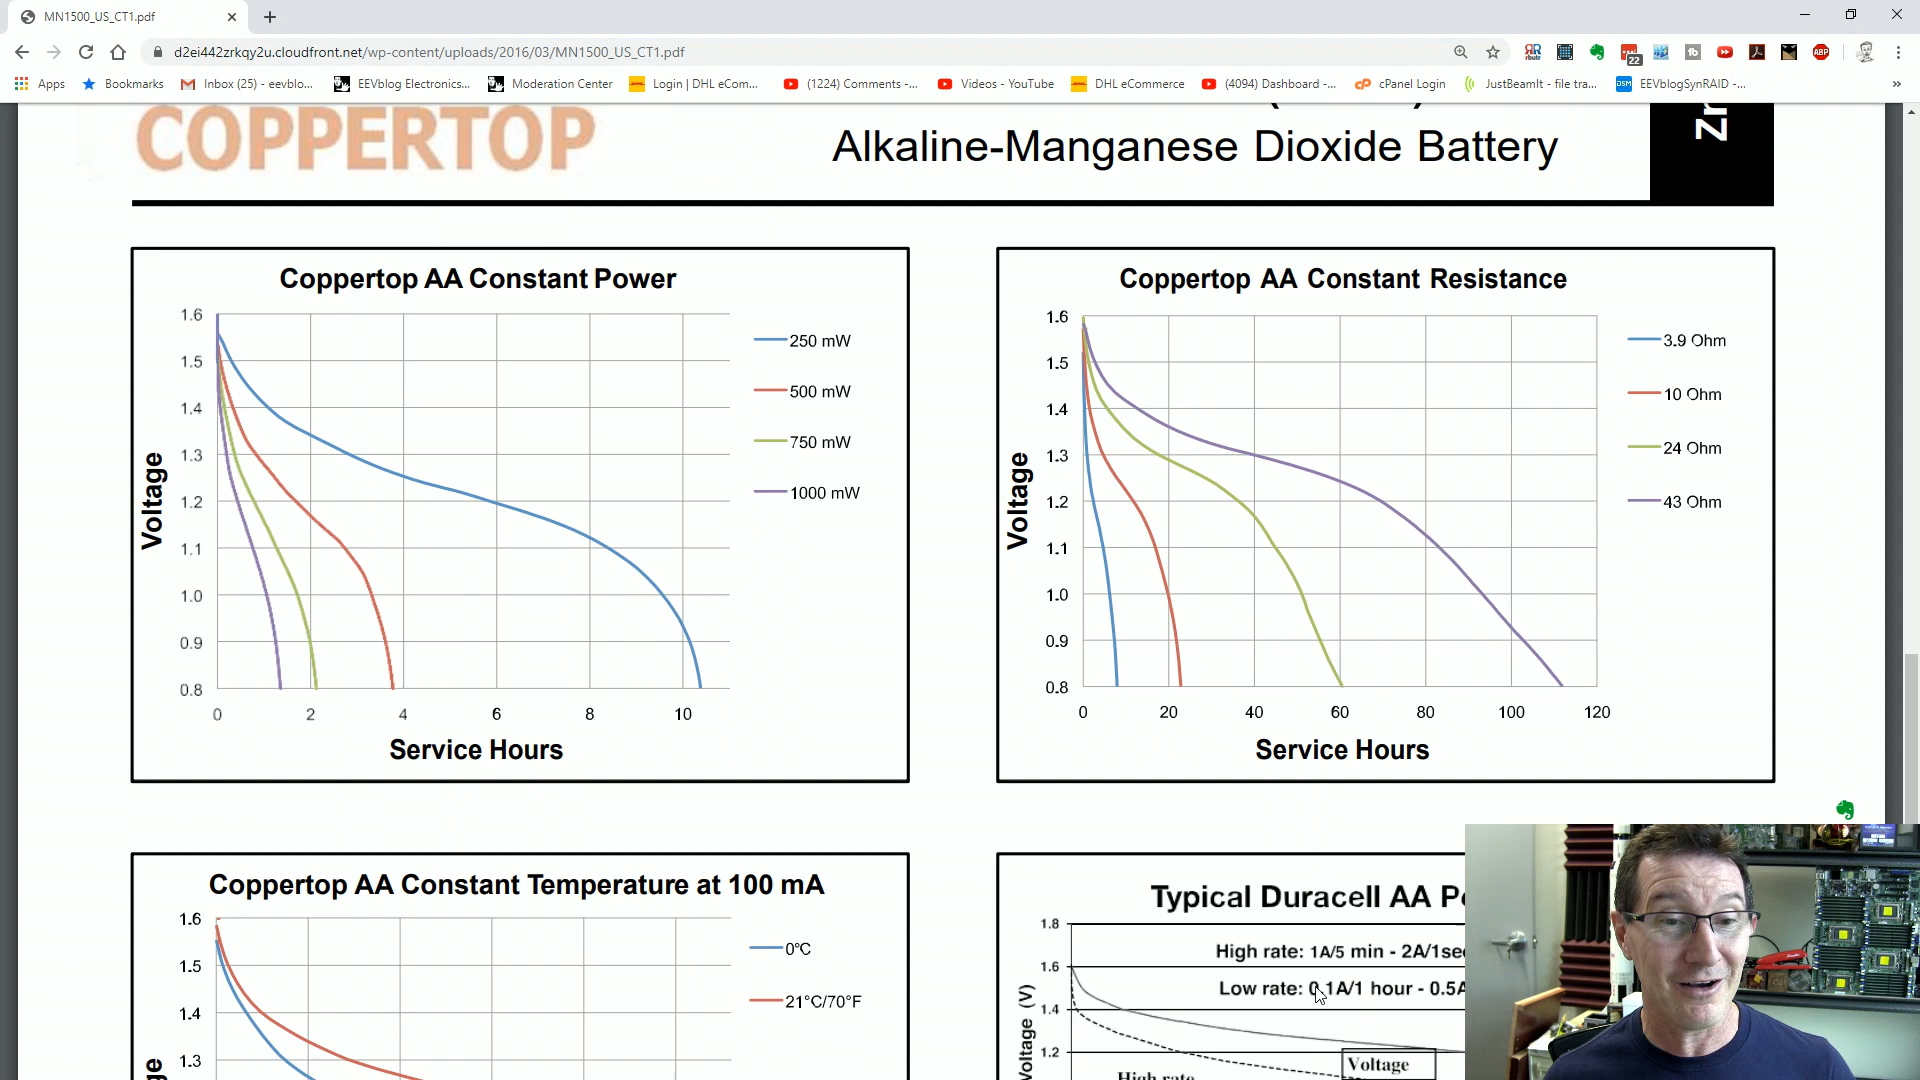 MN1500_US_CT1.pdf
d2ei442zrkqy2u.cloudfront.net/wp-content/uploads/2016/03/MN1500_US_CT1.pdf
22
ABP
Apps
Bookmarks
Inbox (25) - eevblo...
EEVblog Electronics...
Moderation Center
Login | DHL eCom...
(1224) Comments -...
Videos - YouTube
DHL eCommerce
(4094) Dashboard -...
cPanel Login
JustBeamIt - file tra...
EEVblogSynRAID -...
COPPERTOP
Alkaline-Manganese Dioxide Battery
Zn
Coppertop AA Constant Power
Voltage
1.6
1.5
1.4
1.3
1.2
1.1
1.0
0.9
0.8
0 2 4 6 8 10
Service Hours
250 mW
500 mW
750 mW
1000 mW
Coppertop AA Constant Resistance
Voltage
1.6
1.5
1.4
1.3
1.2
1.1
1.0
0.9
0.8
0 20 40 60 80 100 120
Service Hours
3.9 Ohm
10 Ohm
24 Ohm
43 Ohm
Coppertop AA Constant Temperature at 100 mA
1.6
1.5
1.4
1.3
ge
0°C
21°C/70°F
Typical Duracell AA P
1.8
1.6
1.4
1.2
Voltage (V)
High rate: 1A/5 min - 2A/1se
Low rate: 0.1A/1 hour - 0.5A
Voltage
High rate